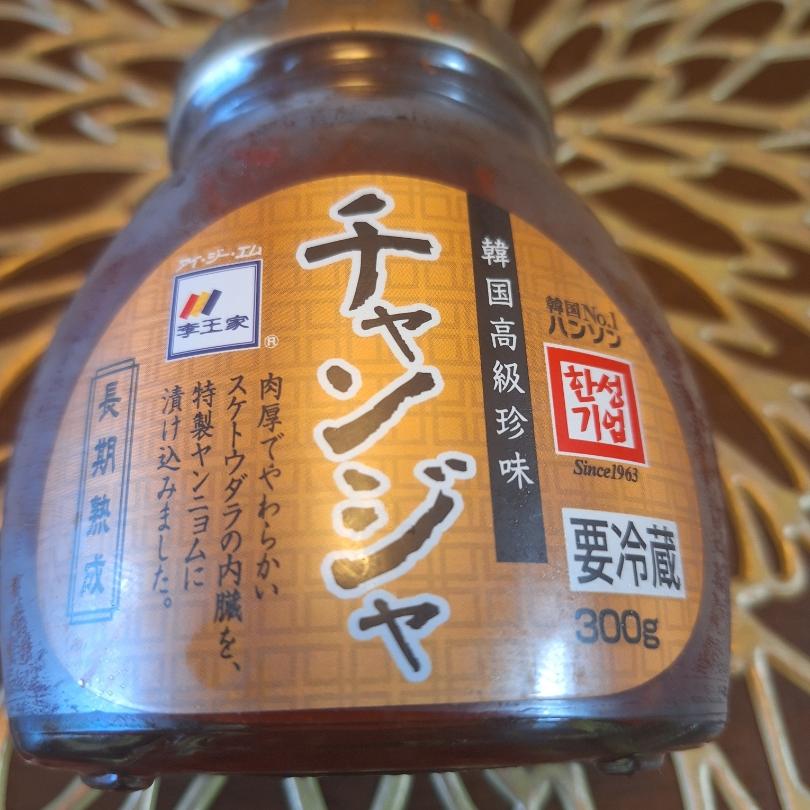 韓国No.1
ハンソン
한성
기업
Since1963
要冷蔵
300g
韓国高級珍味
チャンジャ
アイ・ジー・エム
李王家
®
肉厚でやわらかい
スケトウダラの内臓を、
特製ヤンニョムに
漬け込みました。
長期熟成